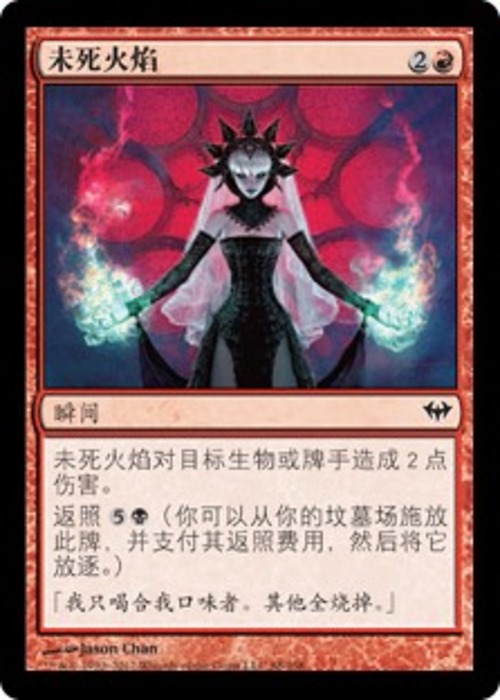 未死火焰 2
瞬间
未死火焰对目标生物或牌手造成 2 点
伤害。
返照 5（你可以从你的坟墓场施放
此牌，并支付其返照费用，然后将它
放逐。）
「我只喝合我口味者。其他全烧掉。」
Jason Chan